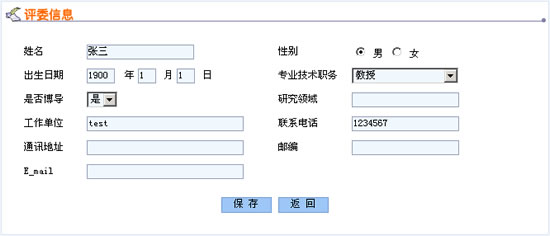 评委信息
姓名 张三 性别 男 女
出生日期 1900 年 1 月 1 日 专业技术职务 教授
是否博导 是 研究领域
工作单位 test 联系电话 1234567
通讯地址 邮编
E_mail
保 存 返 回